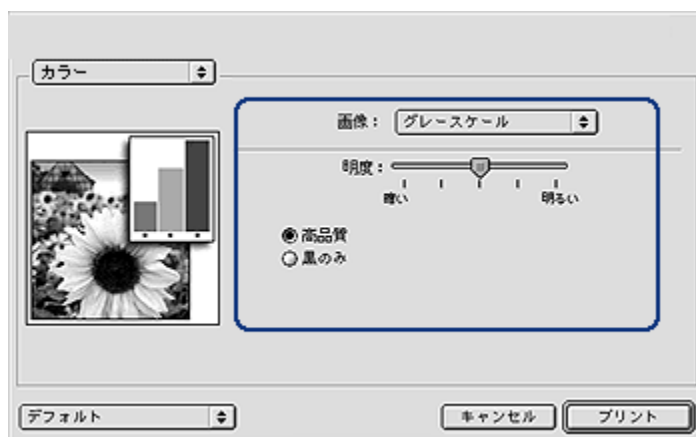 カラー
画像： グレースケール
明度：
暗い 明るい
高品質
黒のみ
デフォルト キャンセル プリント